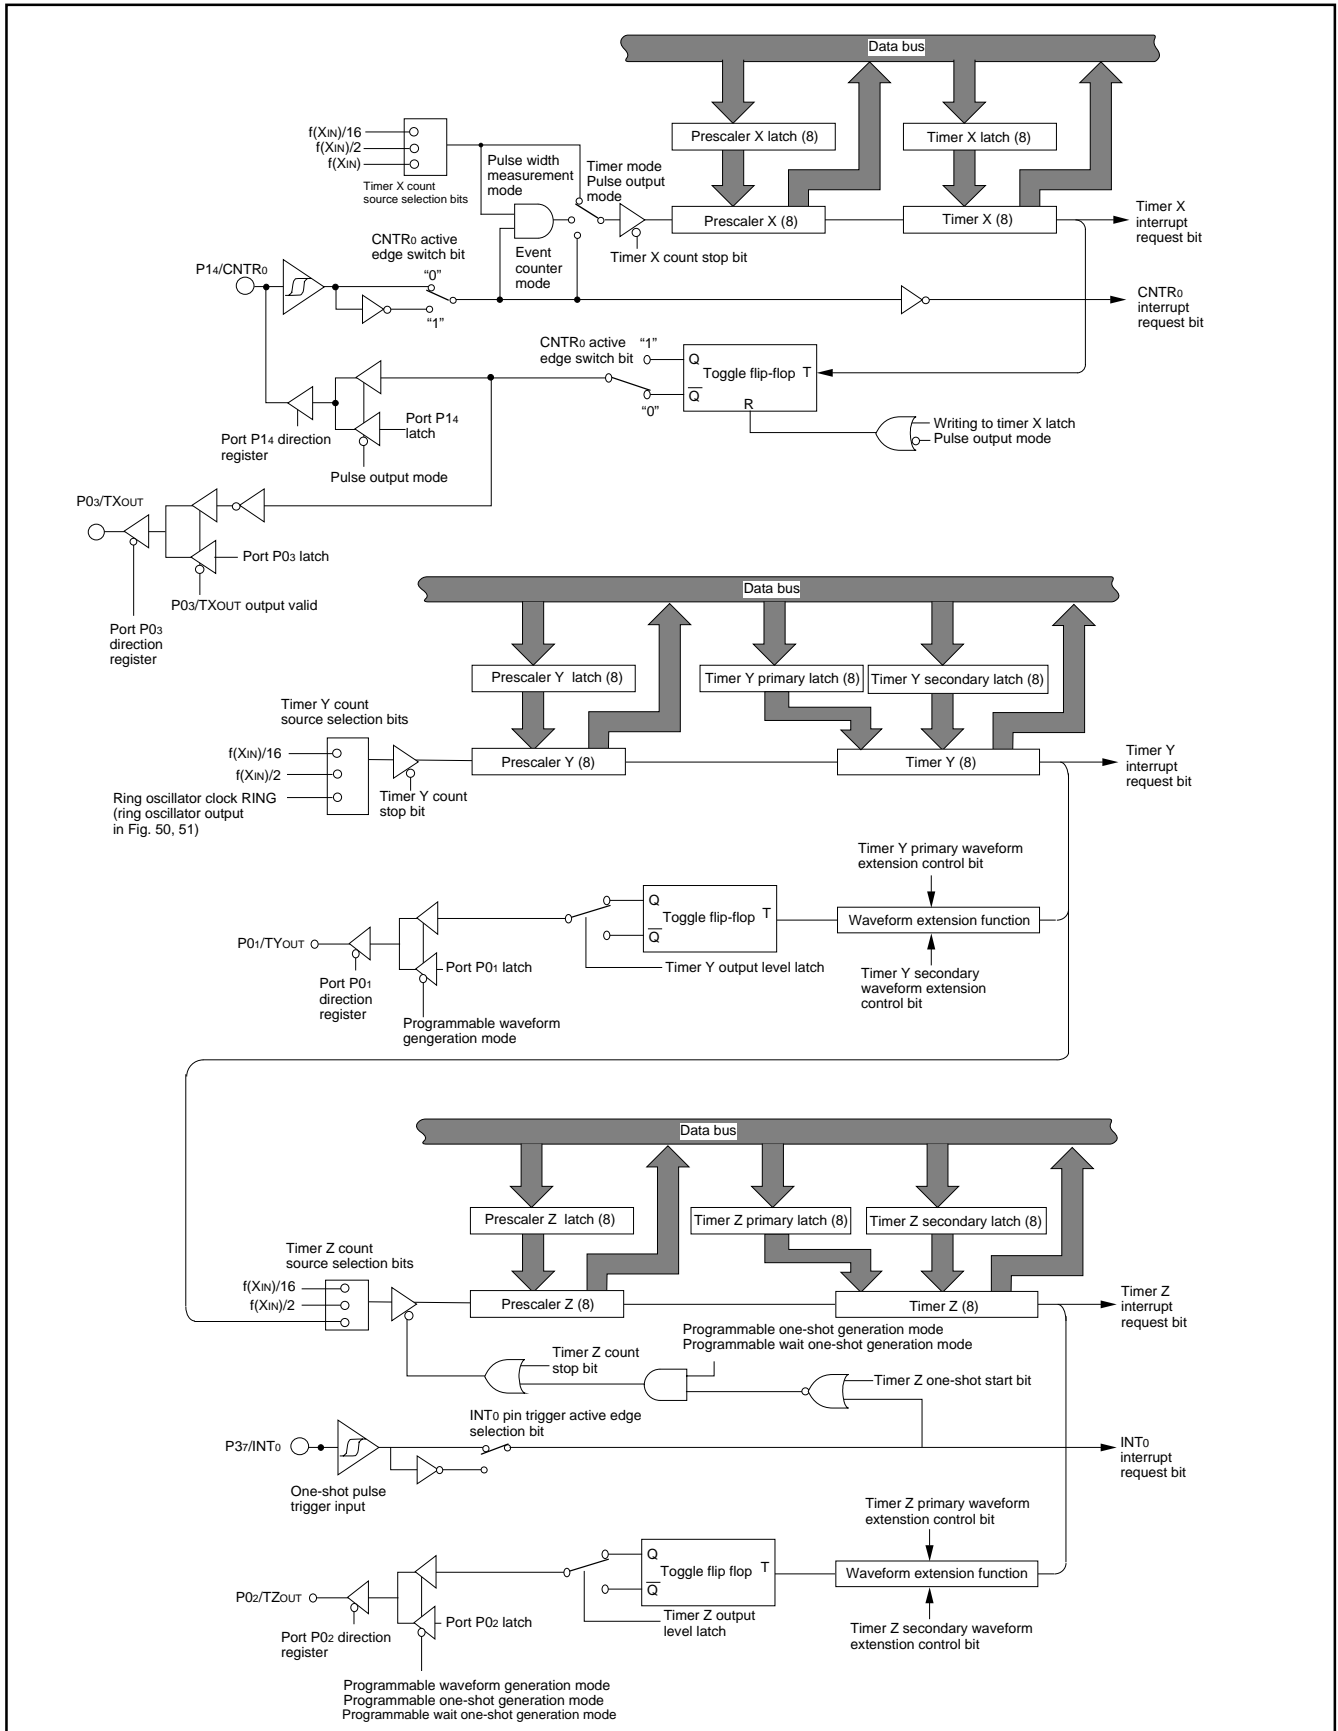 Data bus
Prescaler X latch (8)
Timer X latch (8)
f(XIN)/16
f(XIN)/2
f(XIN)
Timer X count
source selection bits
Pulse width
measurement
mode
Timer mode
Pulse output
mode
Prescaler X (8)
Timer X (8)
Timer X
interrupt
request bit
CNTR0 active
edge switch bit
Event
counter
mode
Timer X count stop bit
P14/CNTR0
“0”
“1”
CNTR0
interrupt
request bit
CNTR0 active
edge switch bit
“1”
“0”
Q
Toggle flip-flop
T
Q
R
Writing to timer X latch
Pulse output mode
Port P14
latch
Port P14 direction
register
Pulse output mode
P03/TXOUT
Port P03 latch
P03/TXOUT output valid
Port P03
direction
register
Data bus
Prescaler Y latch (8)
Timer Y primary latch (8)
Timer Y secondary latch (8)
Timer Y count
source selection bits
f(XIN)/16
f(XIN)/2
Ring oscillator clock RING
(ring oscillator output
in Fig. 50, 51)
Timer Y count
stop bit
Prescaler Y (8)
Timer Y (8)
Timer Y
interrupt
request bit
Timer Y primary waveform
extension control bit
Q
Toggle flip-flop
T
Q
Waveform extension function
P01/TYOUT
Port P01 latch
Timer Y output level latch
Timer Y secondary
waveform extension
control bit
Port P01
direction
register
Programmable waveform
gengeration mode
Data bus
Prescaler Z latch (8)
Timer Z primary latch (8)
Timer Z secondary latch (8)
Timer Z count
source selection bits
f(XIN)/16
f(XIN)/2
Prescaler Z (8)
Timer Z (8)
Timer Z
interrupt
request bit
Programmable one-shot generation mode
Programmable wait one-shot generation mode
Timer Z count
stop bit
Timer Z one-shot start bit
INT0 pin trigger active edge
selection bit
P37/INT0
INT0
interrupt
request bit
One-shot pulse
trigger input
Timer Z primary waveform
extenstion control bit
Q
Toggle flip flop
T
Q
Waveform extension function
P02/TZOUT
Port P02 latch
Timer Z output
level latch
Timer Z secondary waveform
extenstion control bit
Port P02 direction
register
Programmable waveform generation mode
Programmable one-shot generation mode
Programmable wait one-shot generation mode